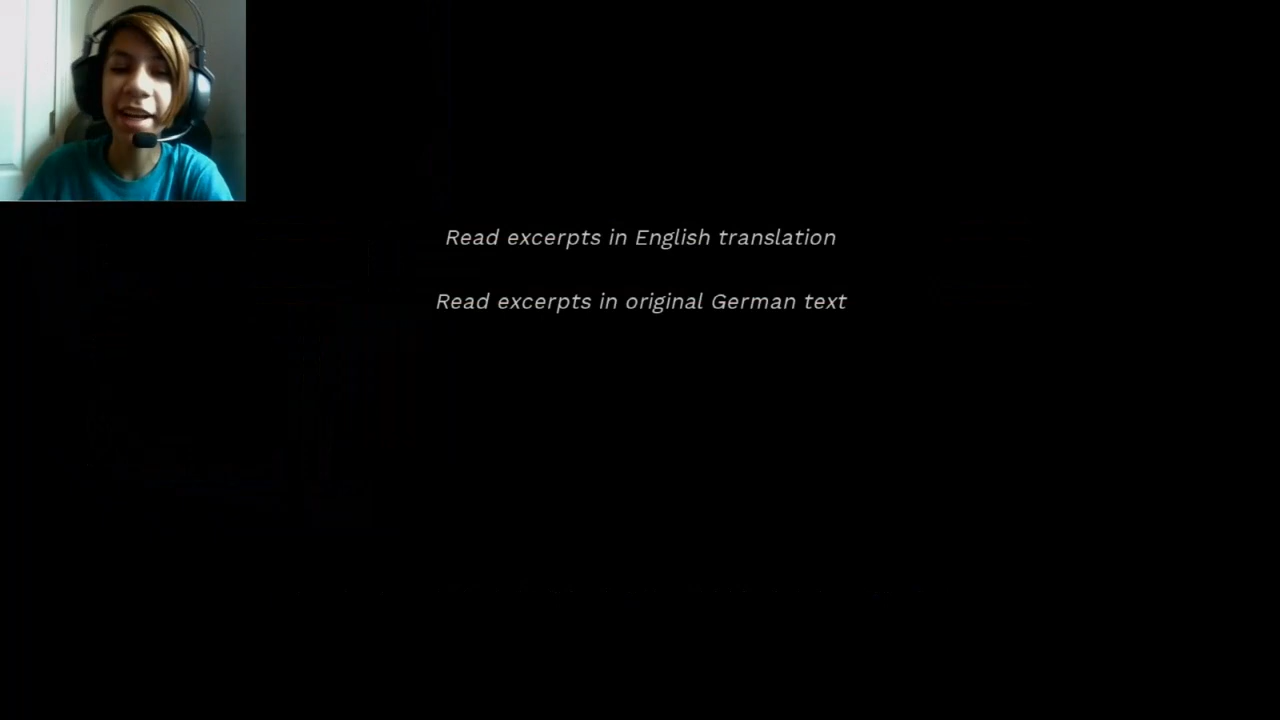 Read excerpts in English translation
Read excerpts in original German text